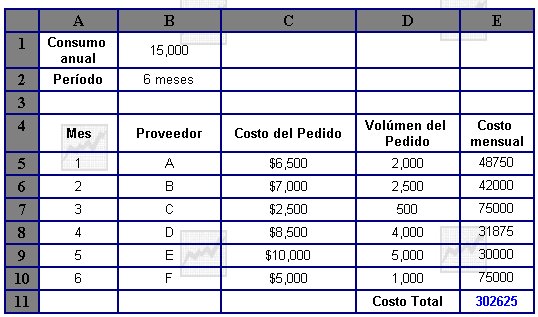 A B C D E
1 Consumo anual 15,000
2 Período 6 meses
3
4 Mes Proveedor Costo del Pedido Volúmen del Pedido Costo mensual
5 1 A $6,500 2,000 48750
6 2 B $7,000 2,500 42000
7 3 C $2,500 500 75000
8 4 D $8,500 4,000 31875
9 5 E $10,000 5,000 30000
10 6 F $5,000 1,000 75000
11 Costo Total 302625